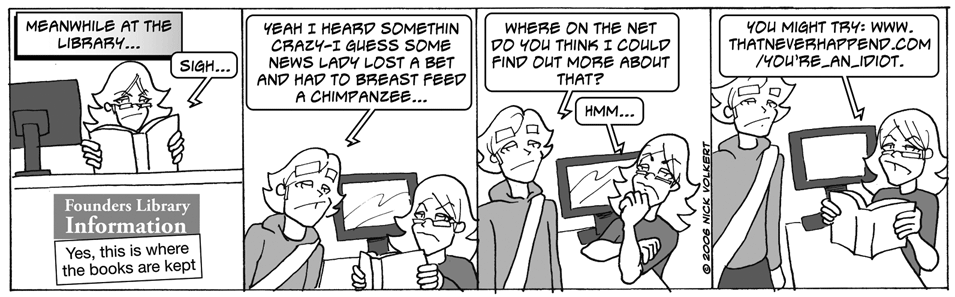 MEANWHILE AT THE
LIBRARY...
SIGH...
Founders Library
Information
Yes, this is where
the books are kept
YEAH I HEARD SOMETHIN
CRAZY-I GUESS SOME
NEWS LADY LOST A BET
AND HAD TO BREAST FEED
A CHIMPANZEE...
WHERE ON THE NET
DO YOU THINK I COULD
FIND OUT MORE ABOUT
THAT?
HMM...
YOU MIGHT TRY: WWW.
THATNEVERHAPPEND.COM
/YOU'RE_AN_IDIOT.
© 2006 NICK VOLKERT